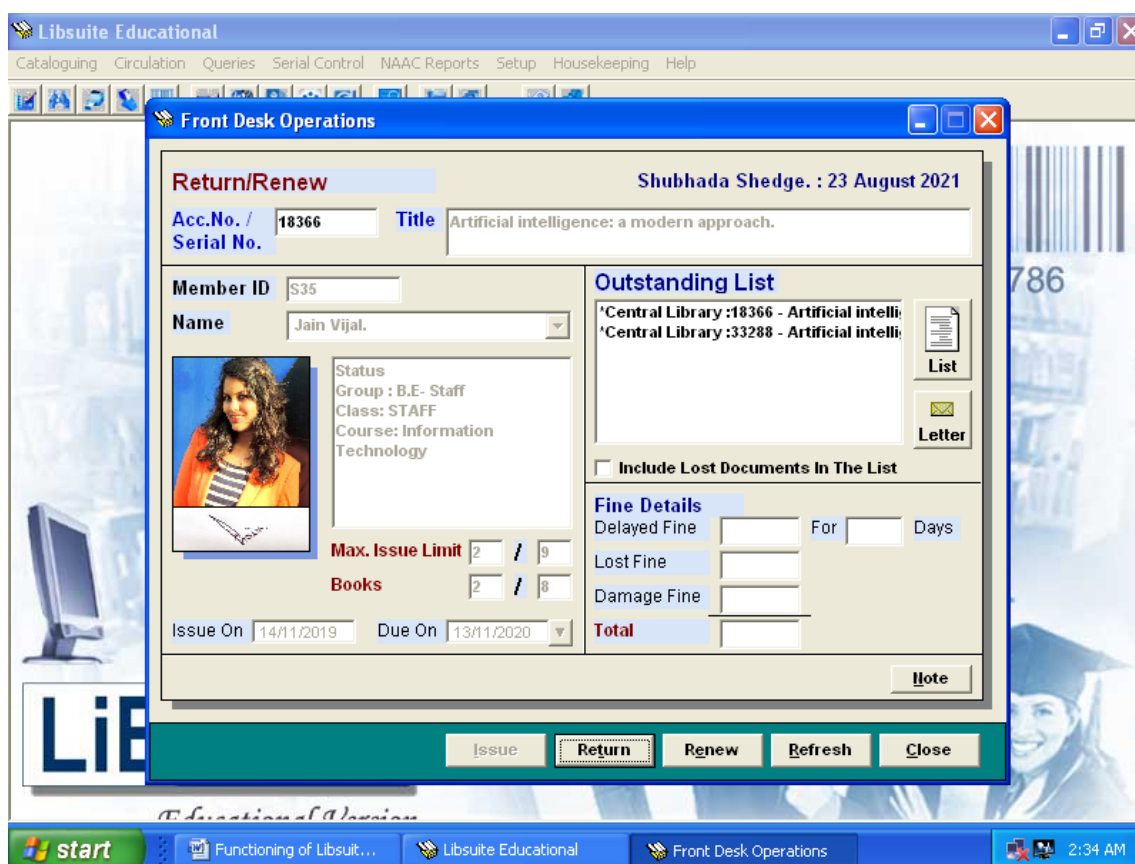 Libsuite Educational
Cataloguing Circulation Queries Serial Control NAAC Reports Setup Housekeeping Help
Front Desk Operations
Return/Renew
Shubhada Shedge. : 23 August 2021
Acc.No. / Serial No.
18366
Title
Artificial intelligence: a modern approach.
Member ID
S35
Name
Jain Vijal.
Status
Group : B.E- Staff
Class: STAFF
Course: Information
Technology
Max. Issue Limit 2 / 9
Books 2 / 8
Issue On 14/11/2019 Due On 13/11/2020
Outstanding List
*Central Library :18366 - Artificial intelli
*Central Library :33288 - Artificial intelli
List
Letter
Include Lost Documents In The List
Fine Details
Delayed Fine For Days
Lost Fine
Damage Fine
Total
Note
Issue Return Renew Refresh Close
786
LiB
Educational Version
start Functioning of Libsuit... Libsuite Educational Front Desk Operations 2:34 AM